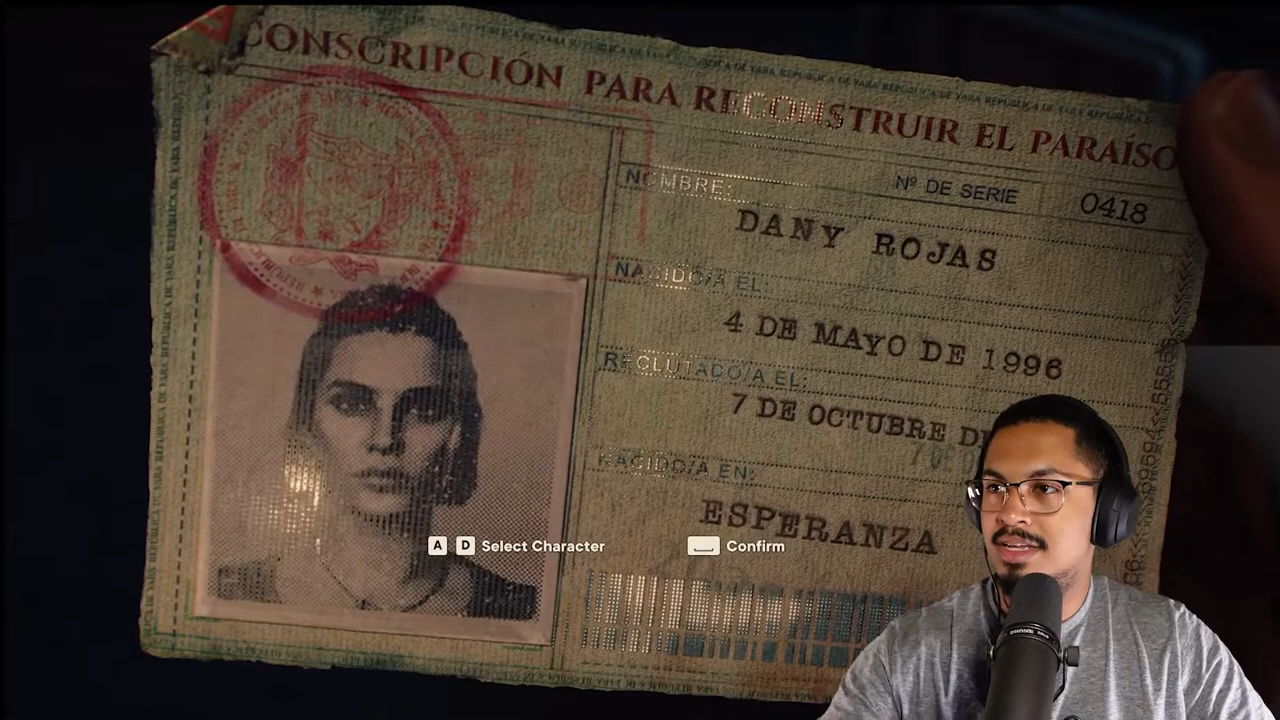 CONSCRIPCIÓN PARA RECONSTRUIR EL PARAÍSO
Nº DE SERIE
0418
NOMBRE:
DANY ROJAS
NACIDO/A EL:
4 DE MAYO DE 1996
RECLUTADO/A EL:
7 DE OCTUBRE
NACIDO/A EN:
ESPERANZA
A D Select Character
Confirm